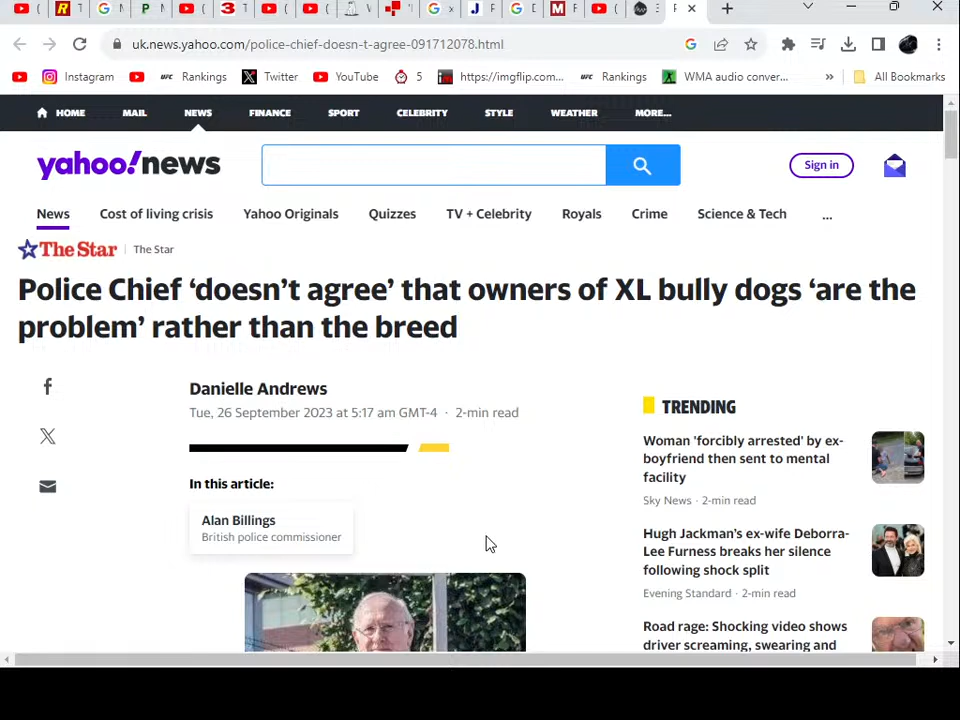 uk.news.yahoo.com/police-chief-doesn-t-agree-091712078.html
Instagram
UFC Rankings
Twitter
YouTube
5
https://imgflip.com...
UFC Rankings
WMA audio conver...
»
All Bookmarks
HOME MAIL NEWS FINANCE SPORT CELEBRITY STYLE WEATHER MORE...
yahoo!news
Sign in
News Cost of living crisis Yahoo Originals Quizzes TV + Celebrity Royals Crime Science & Tech ...
The Star | The Star
Police Chief ‘doesn’t agree’ that owners of XL bully dogs ‘are the
problem’ rather than the breed
Danielle Andrews
Tue, 26 September 2023 at 5:17 am GMT-4 · 2-min read
In this article:
Alan Billings
British police commissioner
TRENDING
Woman 'forcibly arrested' by ex-
boyfriend then sent to mental
facility
Sky News · 2-min read
Hugh Jackman’s ex-wife Deborra-
Lee Furness breaks her silence
following shock split
Evening Standard · 2-min read
Road rage: Shocking video shows
driver screaming, swearing and